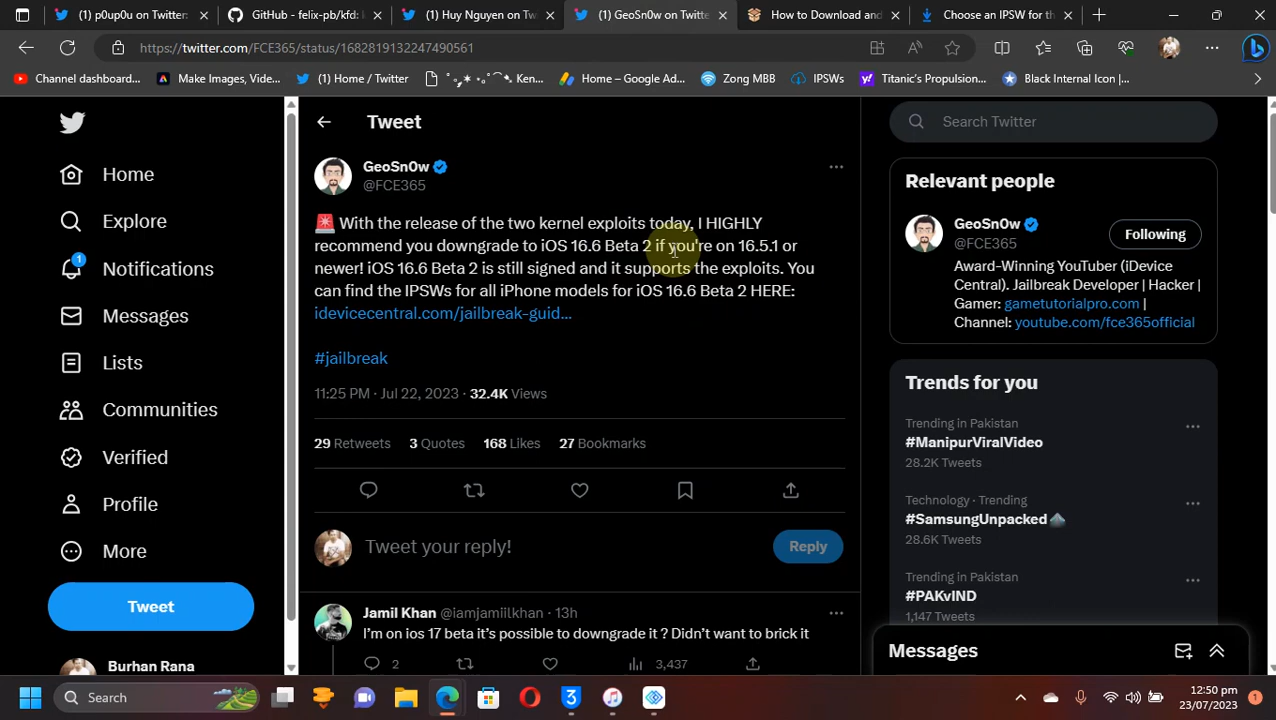 (1) p0up0u on Twitter:
GitHub - felix-pb/kfd:
(1) Huy Nguyen on Tw
(1) GeoSn0w on Twitte
How to Download and
Choose an IPSW for th
https://twitter.com/FCE365/status/1682819132247490561
Channel dashboard...
Make Images, Vide...
(1) Home / Twitter
Ken...
Home – Google Ad...
Zong MBB
IPSWs
Titanic's Propulsion...
Black Internal Icon |...
Home
Explore
1
Notifications
Messages
Lists
Communities
Verified
Profile
More
Tweet
Burhan Rana
Tweet
GeoSn0w
@FCE365
🚨 With the release of the two kernel exploits today, I HIGHLY
recommend you downgrade to iOS 16.6 Beta 2 if you're on 16.5.1 or
newer! iOS 16.6 Beta 2 is still signed and it supports the exploits. You
can find the IPSWs for all iPhone models for iOS 16.6 Beta 2 HERE:
idevicecentral.com/jailbreak-guid...
#jailbreak
11:25 PM · Jul 22, 2023 · 32.4K Views
29 Retweets 3 Quotes 168 Likes 27 Bookmarks
Tweet your reply!
Reply
Jamil Khan @iamjamiilkhan · 13h
I'm on ios 17 beta it's possible to downgrade it ? Didn't want to brick it
2
3,437
Search Twitter
Relevant people
GeoSn0w
@FCE365
Following
Award-Winning YouTuber (iDevice
Central). Jailbreak Developer | Hacker |
Gamer: gametutorialpro.com |
Channel: youtube.com/fce365official
Trends for you
Trending in Pakistan
#ManipurViralVideo
28.2K Tweets
Technology · Trending
#SamsungUnpacked
28.6K Tweets
Trending in Pakistan
#PAKvIND
1,147 Tweets
Messages
Search
3
12:50 pm
23/07/2023
1